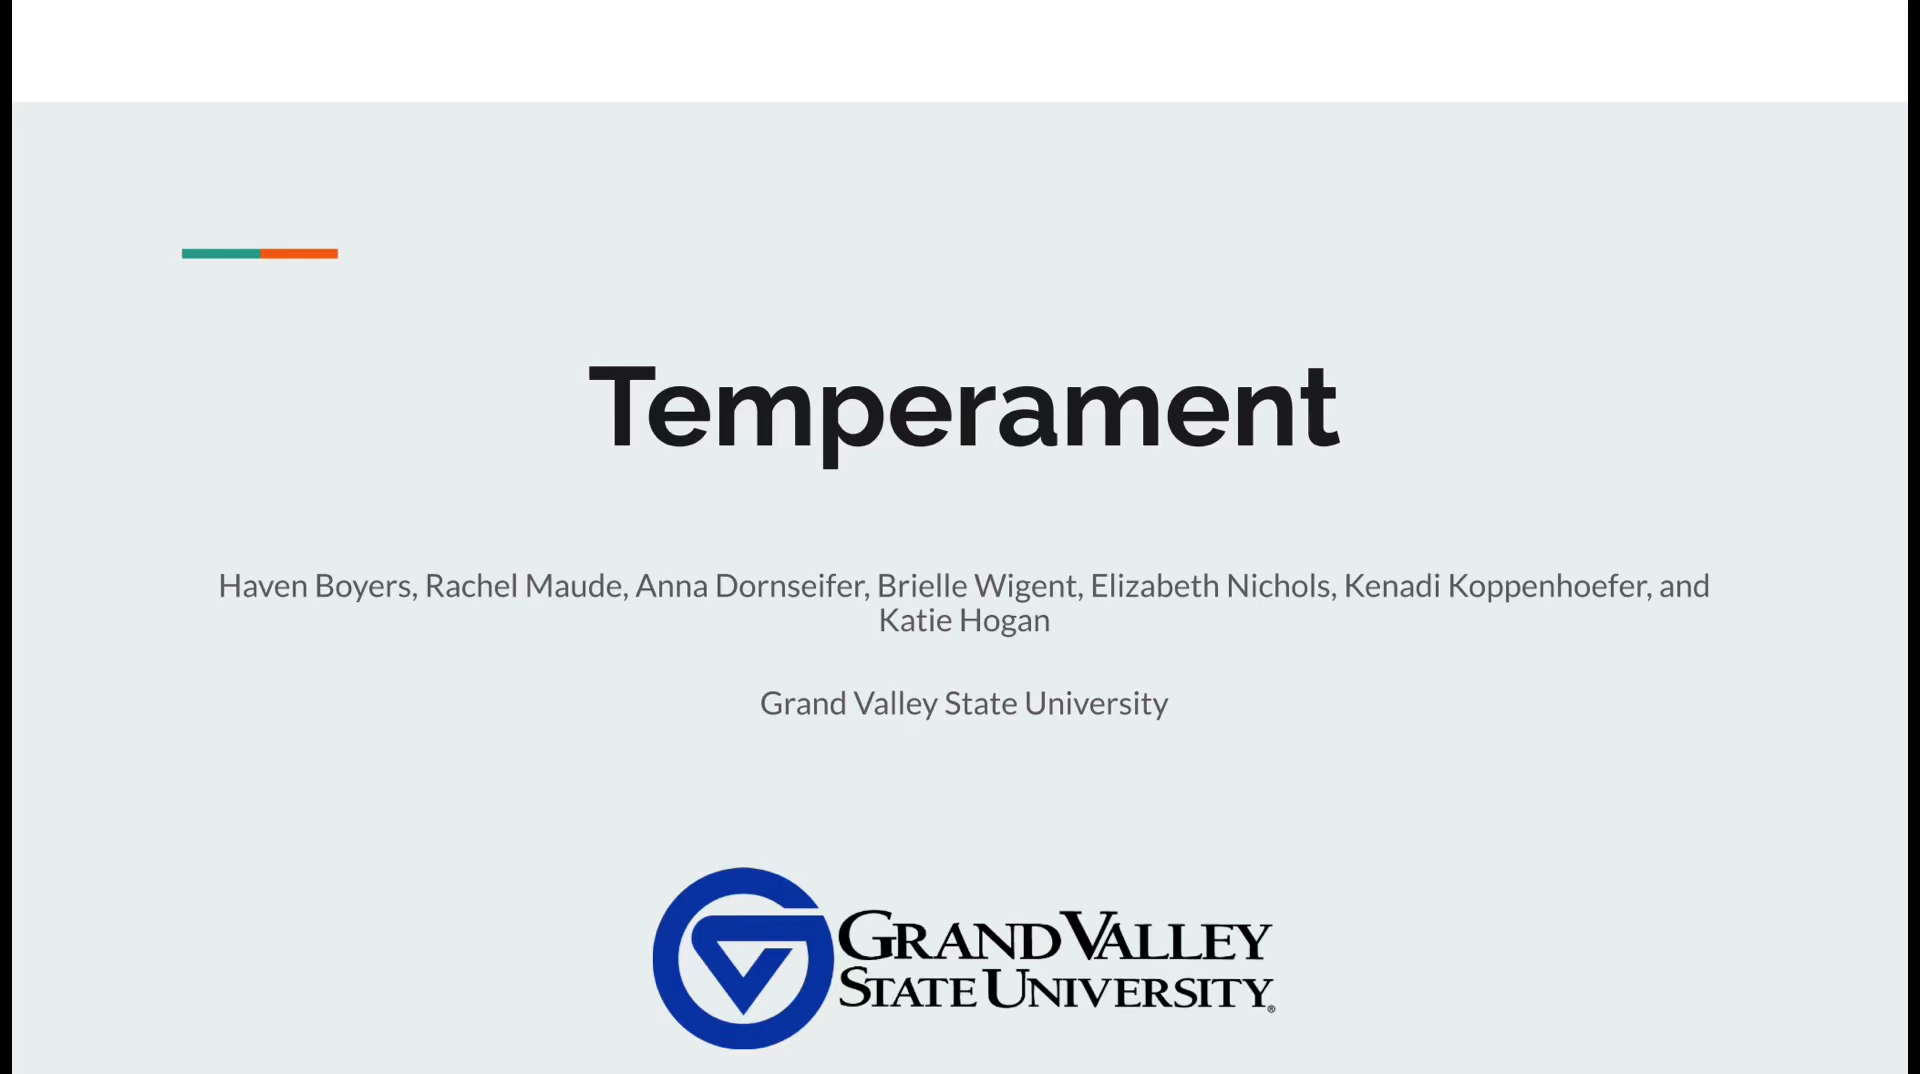 Temperament
Haven Boyers, Rachel Maude, Anna Dornseifer, Brielle Wigent, Elizabeth Nichols, Kenadi Koppenhoefer, and
Katie Hogan
Grand Valley State University
GRAND VALLEY
STATE UNIVERSITY®